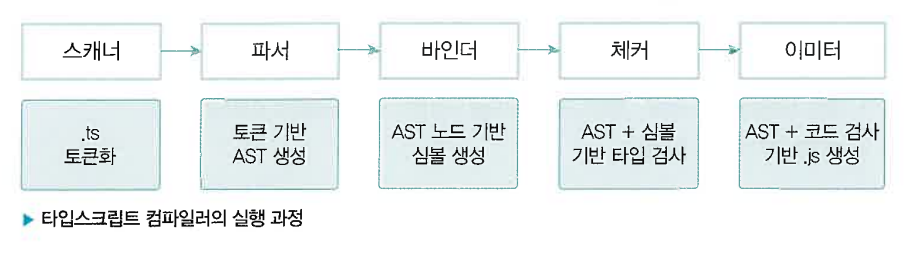 스캐너
파서
바인더
체커
이미터
.ts
토큰화
토큰 기반
AST 생성
AST 노드 기반
심볼 생성
AST + 심볼
기반 타입 검사
AST + 코드 검사
기반 .js 생성
▶ 타입스크립트 컴파일러의 실행 과정